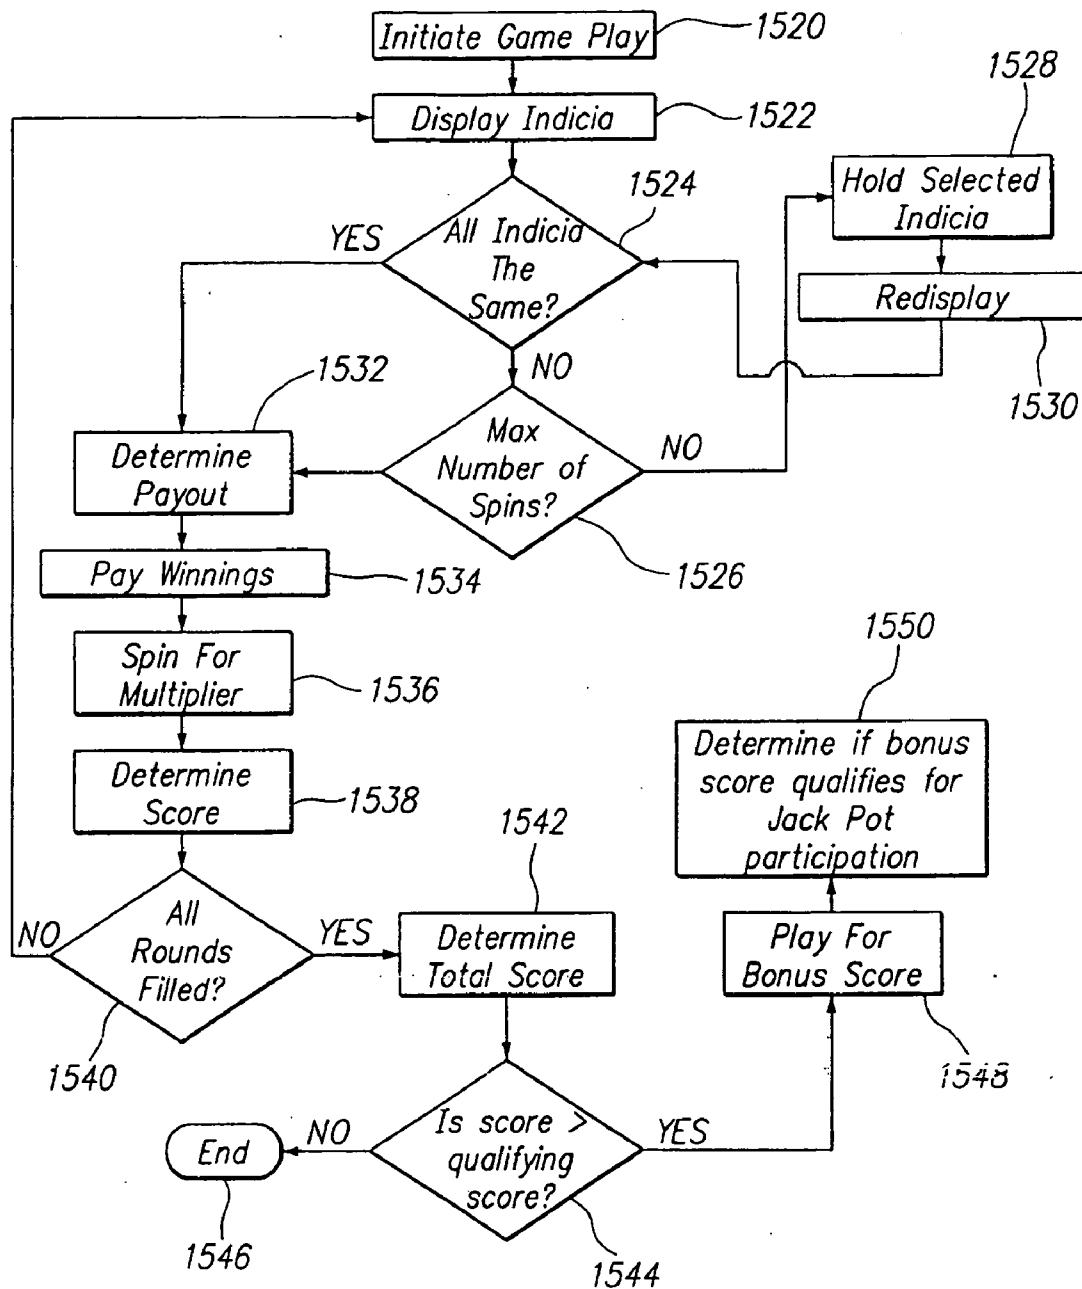 Initiate Game Play
1520
Display Indicia
1522
1528
Hold Selected
Indicia
1524
All Indicia
The
Same?
YES
Redisplay
1530
NO
1532
Determine
Payout
Max
Number of
Spins?
NO
1526
Pay Winnings
1534
Spin For
Multiplier
1536
Determine
Score
1538
1550
Determine if bonus
score qualifies for
Jack Pot
participation
1542
All
Rounds
Filled?
NO
YES
1540
Determine
Total Score
Play For
Bonus Score
1548
Is score >
qualifying
score?
NO
YES
End
1546
1544